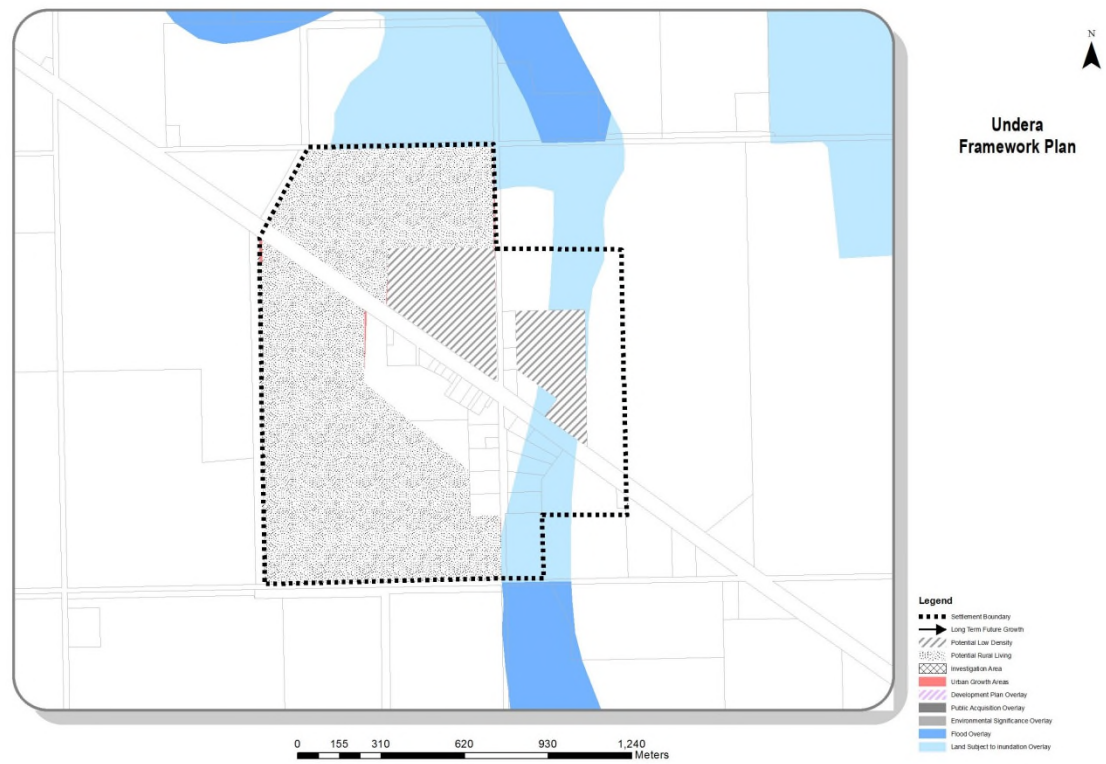 N
Undera
Framework Plan
Legend
Settlement Boundary
Long Term Future Growth
Potential Low Density
Potential Rural Living
Investigation Area
Urban Growth Areas
Development Plan Overlay
Public Acquisition Overlay
Environmental Significance Overlay
Flood Overlay
Land Subject to inundation Overlay
0 155 310 620 930 1,240
Meters